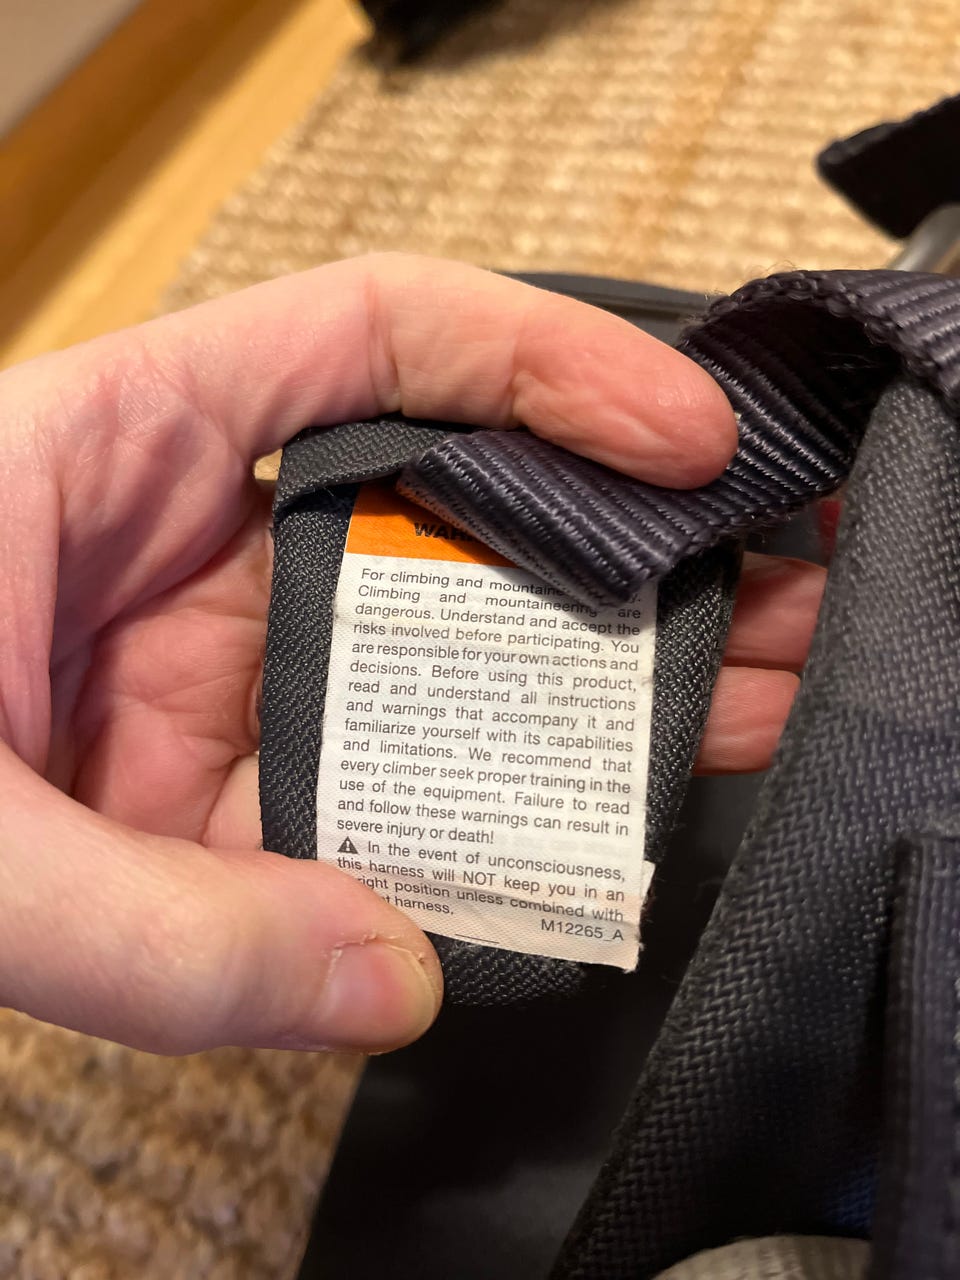 WAR
For climbing and mountaine y.
Climbing and mountaineering are
dangerous. Understand and accept the
risks involved before participating. You
are responsible for your own actions and
decisions. Before using this product,
read and understand all instructions
and warnings that accompany it and
familiarize yourself with its capabilities
and limitations. We recommend that
every climber seek proper training in the
use of the equipment. Failure to read
and follow these warnings can result in
severe injury or death!
⚠ In the event of unconsciousness,
this harness will NOT keep you in an
right position unless combined with
t harness.
M12265_A